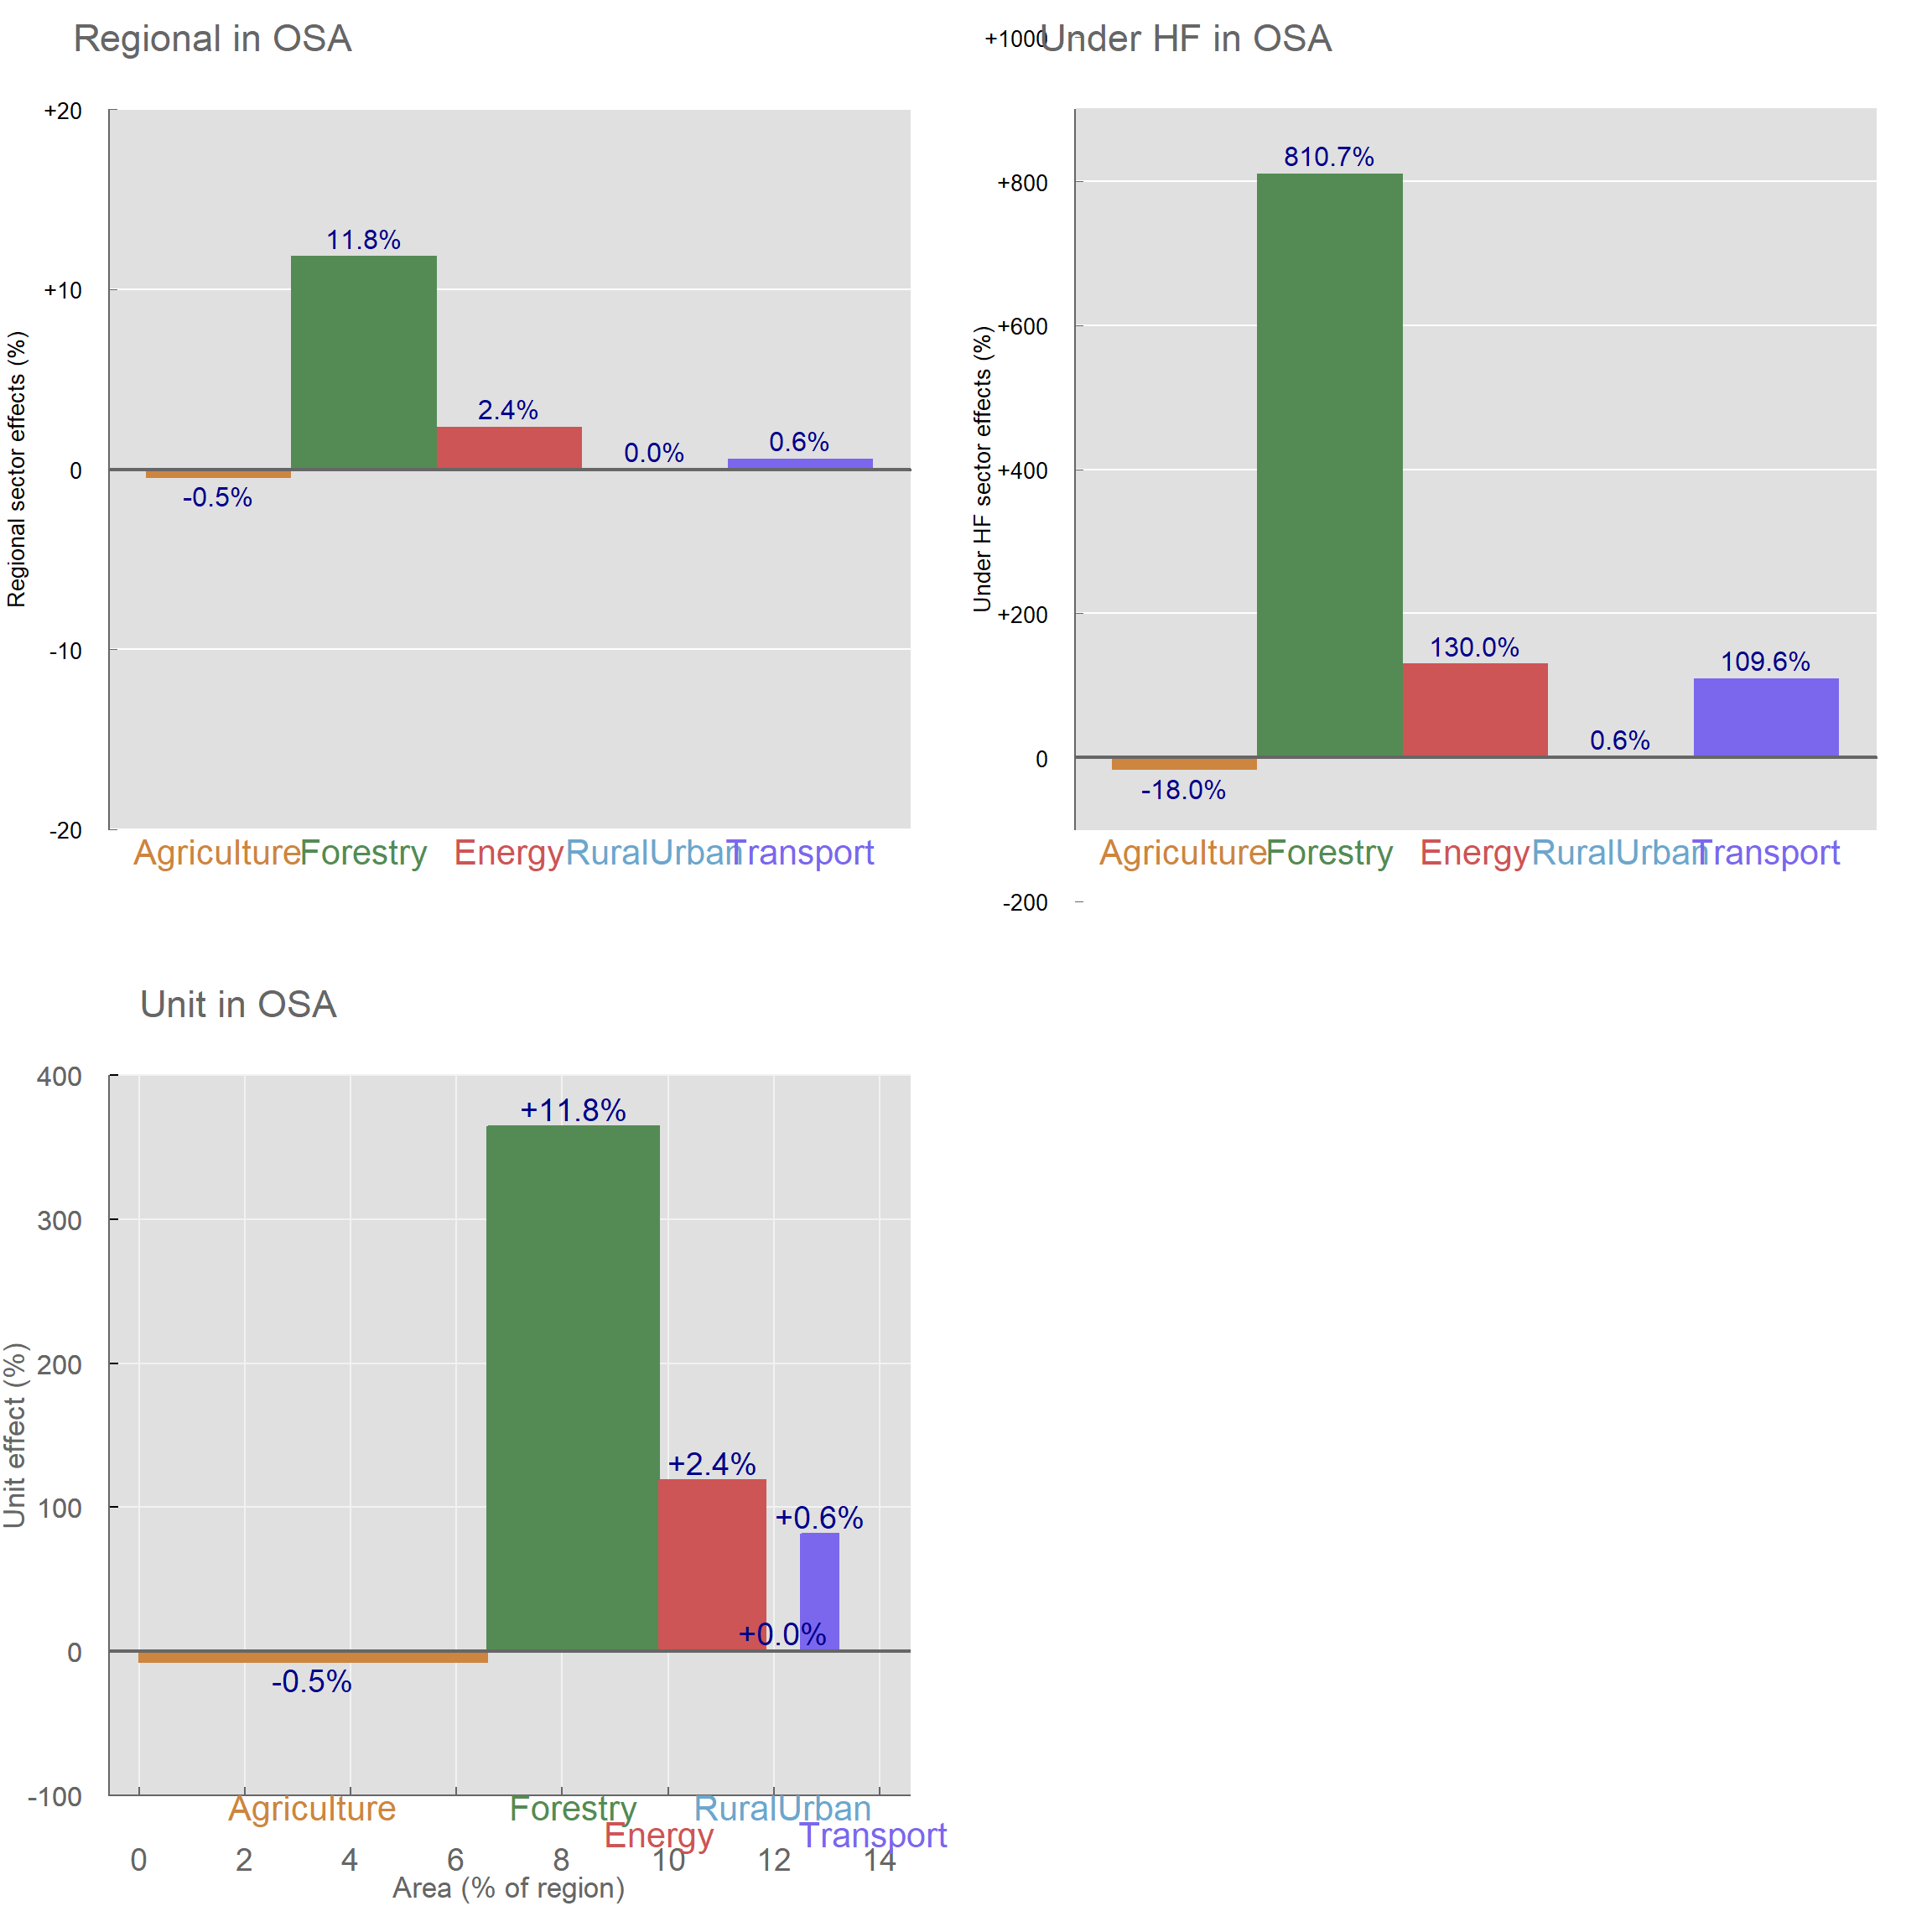 Regional in OSA
Regional sector effects (%)
+20
+10
0
-10
-20
11.8%
2.4%
0.0%
0.6%
-0.5%
Agriculture
Forestry
Energy
RuralUrban
Transport
Under HF in OSA
Under HF sector effects (%)
+1000
+800
+600
+400
+200
0
-200
810.7%
130.0%
0.6%
109.6%
-18.0%
Agriculture
Forestry
Energy
RuralUrban
Transport
Unit in OSA
Unit effect (%)
400
300
200
100
0
-100
+11.8%
+2.4%
+0.6%
+0.0%
-0.5%
Agriculture
Forestry
RuralUrban
Energy
Transport
0 2 4 6 8 10 12 14
Area (% of region)